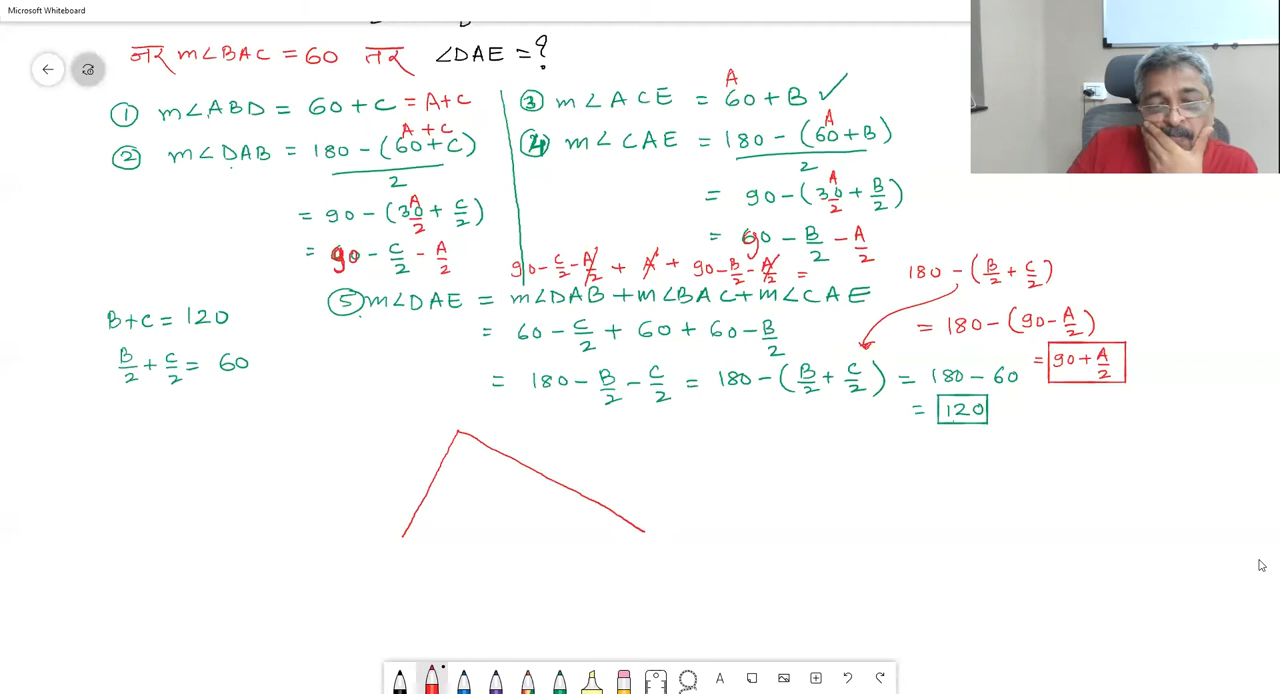 Microsoft Whiteboard
जर m∠BAC = 60 तर ∠DAE = ?
① m∠ABD = 60 + C = A+C
② m∠DAB = 180 − (60+C) / 2
A + C
= 90 − (30 + C/2)
A/2
= 90 − C/2 − A/2
③ m∠ACE = 60 + B ✓
A
④ m∠CAE = 180 − (60+B) / 2
A
= 90 − (30 + B/2)
A/2
= 90 − B/2 − A/2
90 − C/2 − A/2 + A + 90 − B/2 − A/2 =
180 − (B/2 + C/2)
= 180 − (90 − A/2)
= 90 + A/2
⑤ m∠DAE = m∠DAB + m∠BAC + m∠CAE
= 60 − C/2 + 60 + 60 − B/2
= 180 − B/2 − C/2 = 180 − (B/2 + C/2) = 180 − 60
= 120
B+C = 120
B/2 + C/2 = 60
A